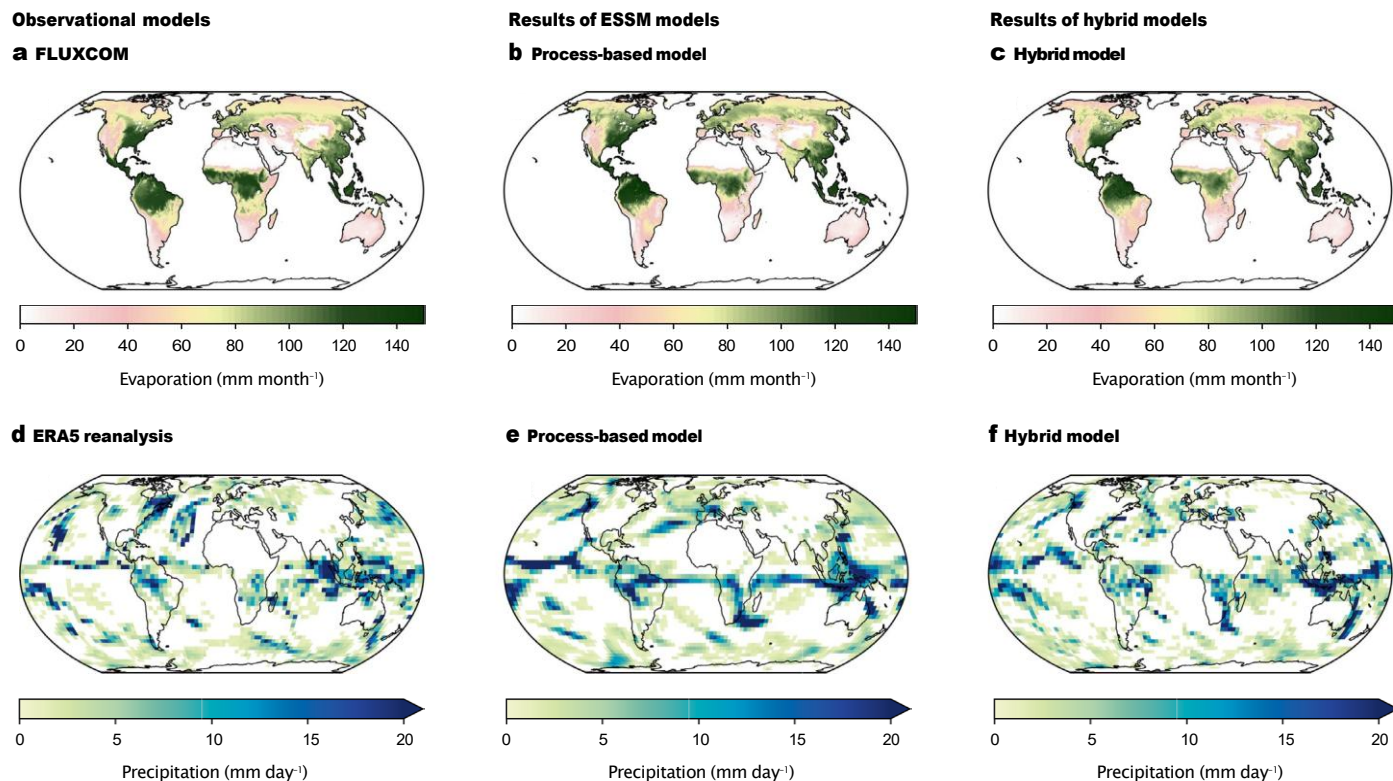 Observational models
Results of ESSM models
Results of hybrid models
a FLUXCOM
b Process-based model
c Hybrid model
0 20 40 60 80 100 120 140
Evaporation (mm month⁻¹)
0 20 40 60 80 100 120 140
Evaporation (mm month⁻¹)
0 20 40 60 80 100 120 140
Evaporation (mm month⁻¹)
d ERA5 reanalysis
e Process-based model
f Hybrid model
0 5 10 15 20
Precipitation (mm day⁻¹)
0 5 10 15 20
Precipitation (mm day⁻¹)
0 5 10 15 20
Precipitation (mm day⁻¹)